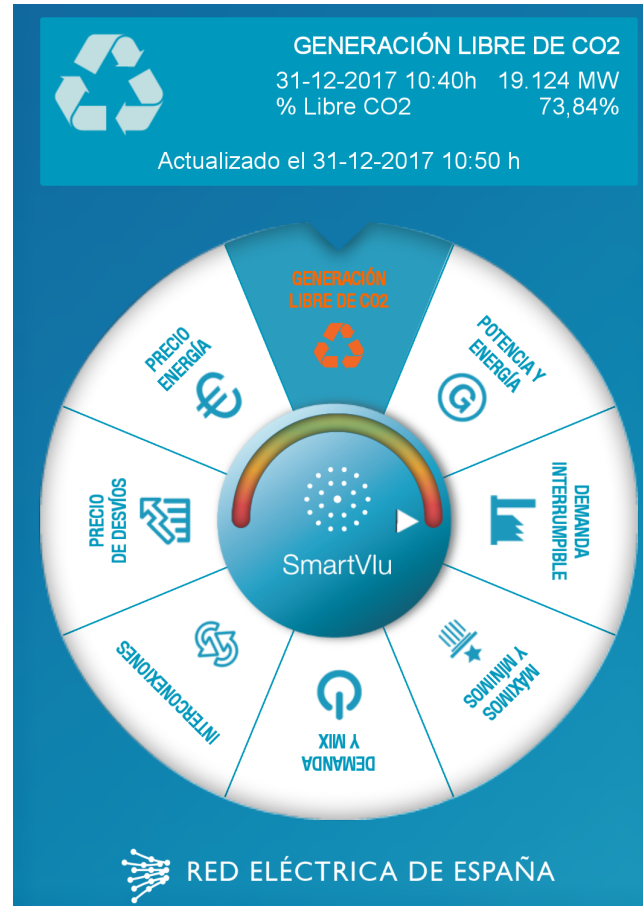 GENERACIÓN LIBRE DE CO2
31-12-2017 10:40h 19.124 MW
% Libre CO2 73,84%
Actualizado el 31-12-2017 10:50 h
GENERACIÓN
LIBRE DE CO2
POTENCIA Y
ENERGÍA
DEMANDA
INTERRUMPIBLE
MÁXIMOS
Y MÍNIMOS
DEMANDA
Y MIX
INTERCONEXIONES
PRECIO
DE DESVÍOS
PRECIO
ENERGÍA
€
G
SmartVIu
RED ELÉCTRICA DE ESPAÑA